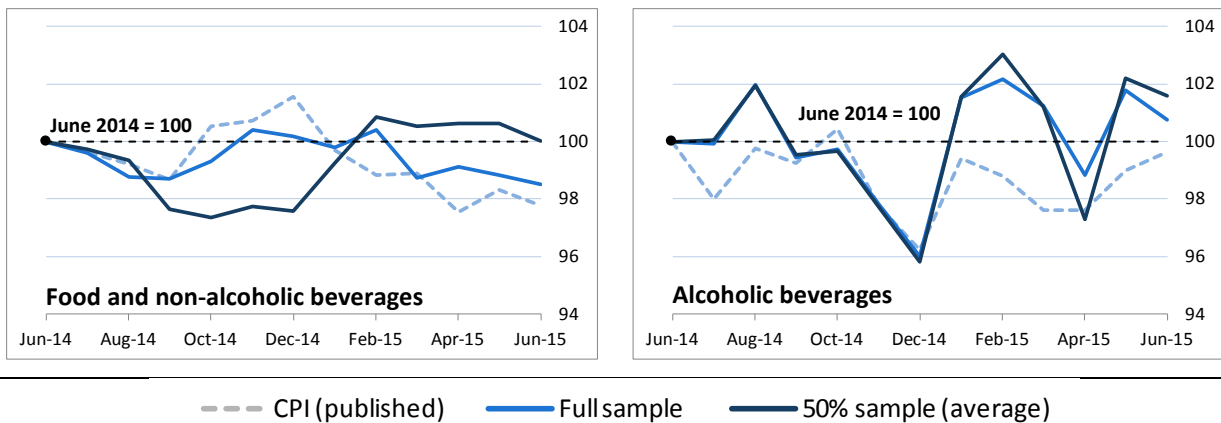 104
102
100
98
96
94
June 2014 = 100
Food and non-alcoholic beverages
Jun-14 Aug-14 Oct-14 Dec-14 Feb-15 Apr-15 Jun-15
104
102
100
98
96
94
June 2014 = 100
Alcoholic beverages
Jun-14 Aug-14 Oct-14 Dec-14 Feb-15 Apr-15 Jun-15
CPI (published) Full sample 50% sample (average)